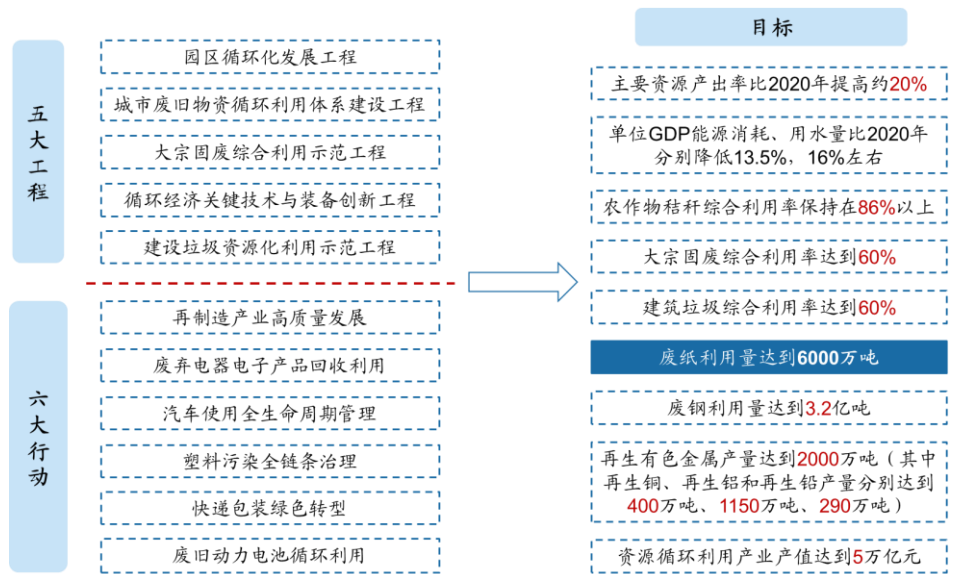 五大工程
园区循环化发展工程
城市废旧物资循环利用体系建设工程
大宗固废综合利用示范工程
循环经济关键技术与装备创新工程
建设垃圾资源化利用示范工程
六大行动
再制造产业高质量发展
废弃电器电子产品回收利用
汽车使用全生命周期管理
塑料污染全链条治理
快递包装绿色转型
废旧动力电池循环利用
目标
主要资源产出率比2020年提高约20%
单位GDP能源消耗、用水量比2020年
分别降低13.5%，16%左右
农作物秸秆综合利用率保持在86%以上
大宗固废综合利用率达到60%
建筑垃圾综合利用率达到60%
废纸利用量达到6000万吨
废钢利用量达到3.2亿吨
再生有色金属产量达到2000万吨（其中
再生铜、再生铝和再生铅产量分别达到
400万吨、1150万吨、290万吨）
资源循环利用产业产值达到5万亿元